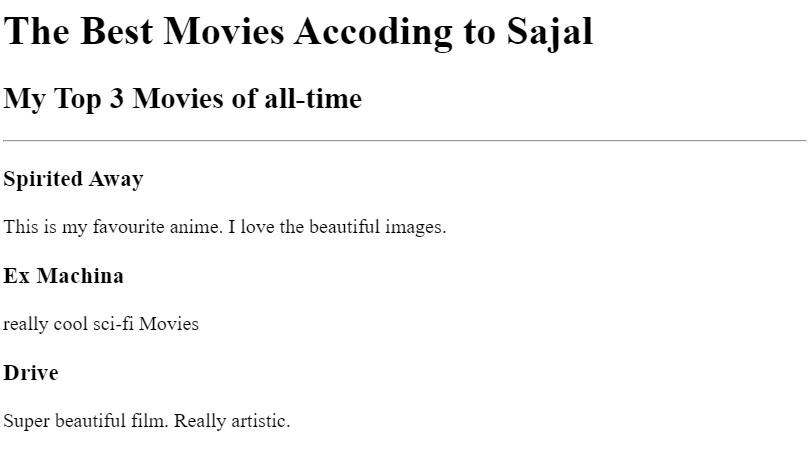 The Best Movies Accoding to Sajal
My Top 3 Movies of all-time
Spirited Away
This is my favourite anime. I love the beautiful images.
Ex Machina
really cool sci-fi Movies
Drive
Super beautiful film. Really artistic.